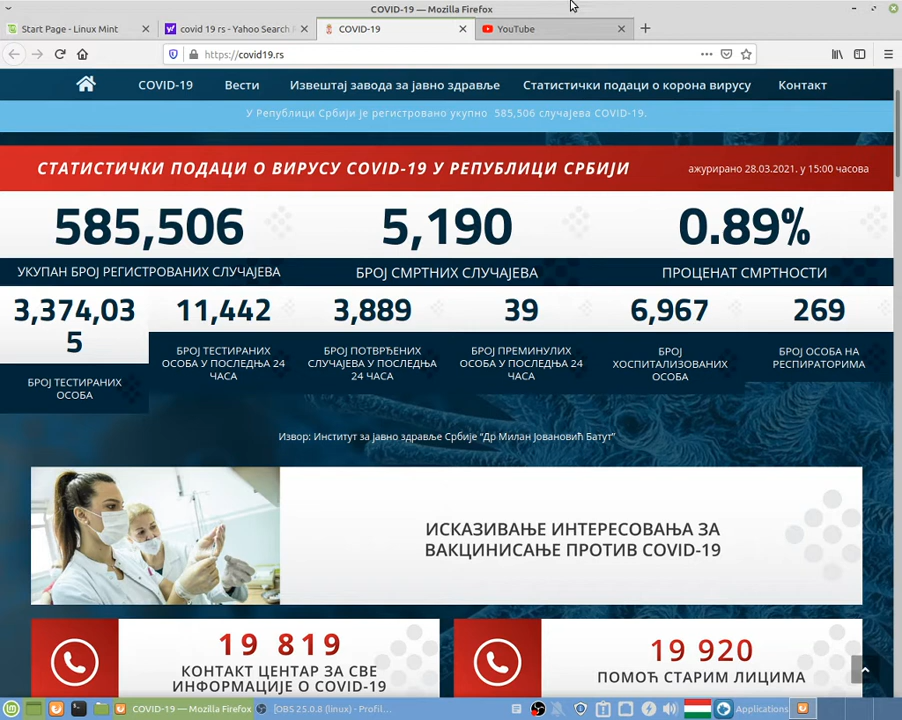 COVID-19 — Mozilla Firefox
Start Page - Linux Mint
covid 19 rs - Yahoo Search
COVID-19
YouTube
https://covid19.rs
COVID-19 Вести Извештај завода за јавно здравље Статистички подаци о корона вирусу Контакт
У Републици Србији је регистровано укупно 585,506 случајева COVID-19.
СТАТИСТИЧКИ ПОДАЦИ О ВИРУСУ COVID-19 У РЕПУБЛИЦИ СРБИЈИ
ажурирано 28.03.2021. у 15:00 часова
585,506
УКУПАН БРОЈ РЕГИСТРОВАНИХ СЛУЧАЈЕВА
5,190
БРОЈ СМРТНИХ СЛУЧАЈЕВА
0.89%
ПРОЦЕНАТ СМРТНОСТИ
3,374,03
5
БРОЈ ТЕСТИРАНИХ
ОСОБА
11,442
БРОЈ ТЕСТИРАНИХ
ОСОБА У ПОСЛЕДЊА 24
ЧАСА
3,889
БРОЈ ПОТВРЂЕНИХ
СЛУЧАЈЕВА У ПОСЛЕДЊА 24
ЧАСА
39
БРОЈ ПРЕМИНУЛИХ
ОСОБА У ПОСЛЕДЊА 24
ЧАСА
6,967
БРОЈ
ХОСПИТАЛИЗОВАНИХ
ОСОБА
269
БРОЈ ОСОБА НА
РЕСПИРАТОРИМА
Извор: Институт за јавно здравље Србије “Др Милан Јовановић Батут”
ИСКАЗИВАЊЕ ИНТЕРЕСОВАЊА ЗА
ВАКЦИНИСАЊЕ ПРОТИВ COVID-19
19 819
КОНТАКТ ЦЕНТАР ЗА СВЕ
ИНФОРМАЦИЈЕ О COVID-19
19 920
ПОМОЋ СТАРИМ ЛИЦИМА
COVID-19 — Mozilla Firefox
[OBS 25.0.8 (linux) - Profil...
Applications